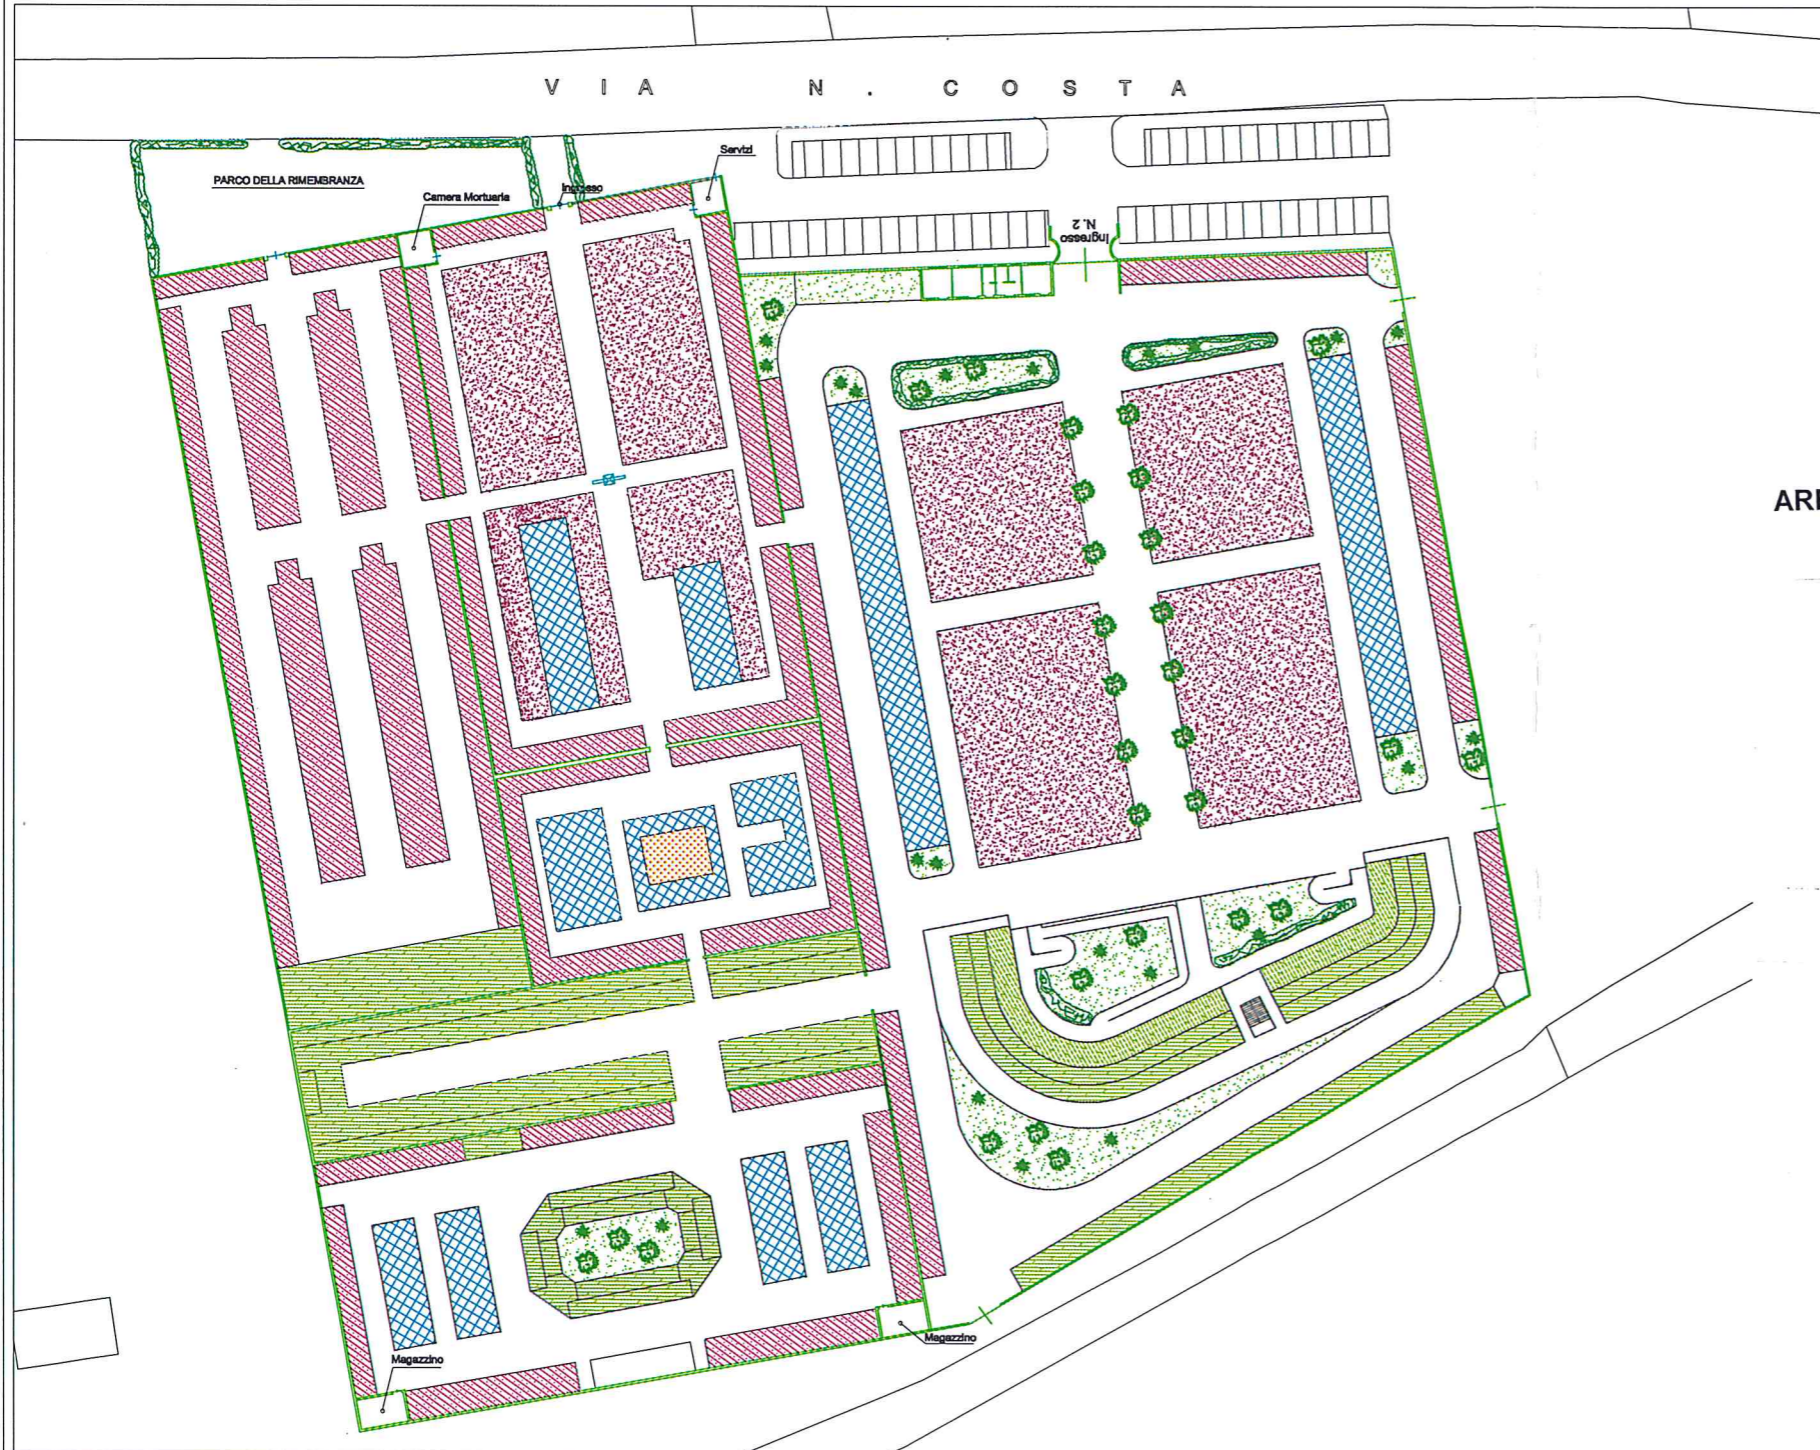 VIA N. COSTA
Servizi
PARCO DELLA RIMEMBRANZA
Ingresso
Camera Mortuaria
Ingresso
N. 2
ARI
Magazzino
Magazzino